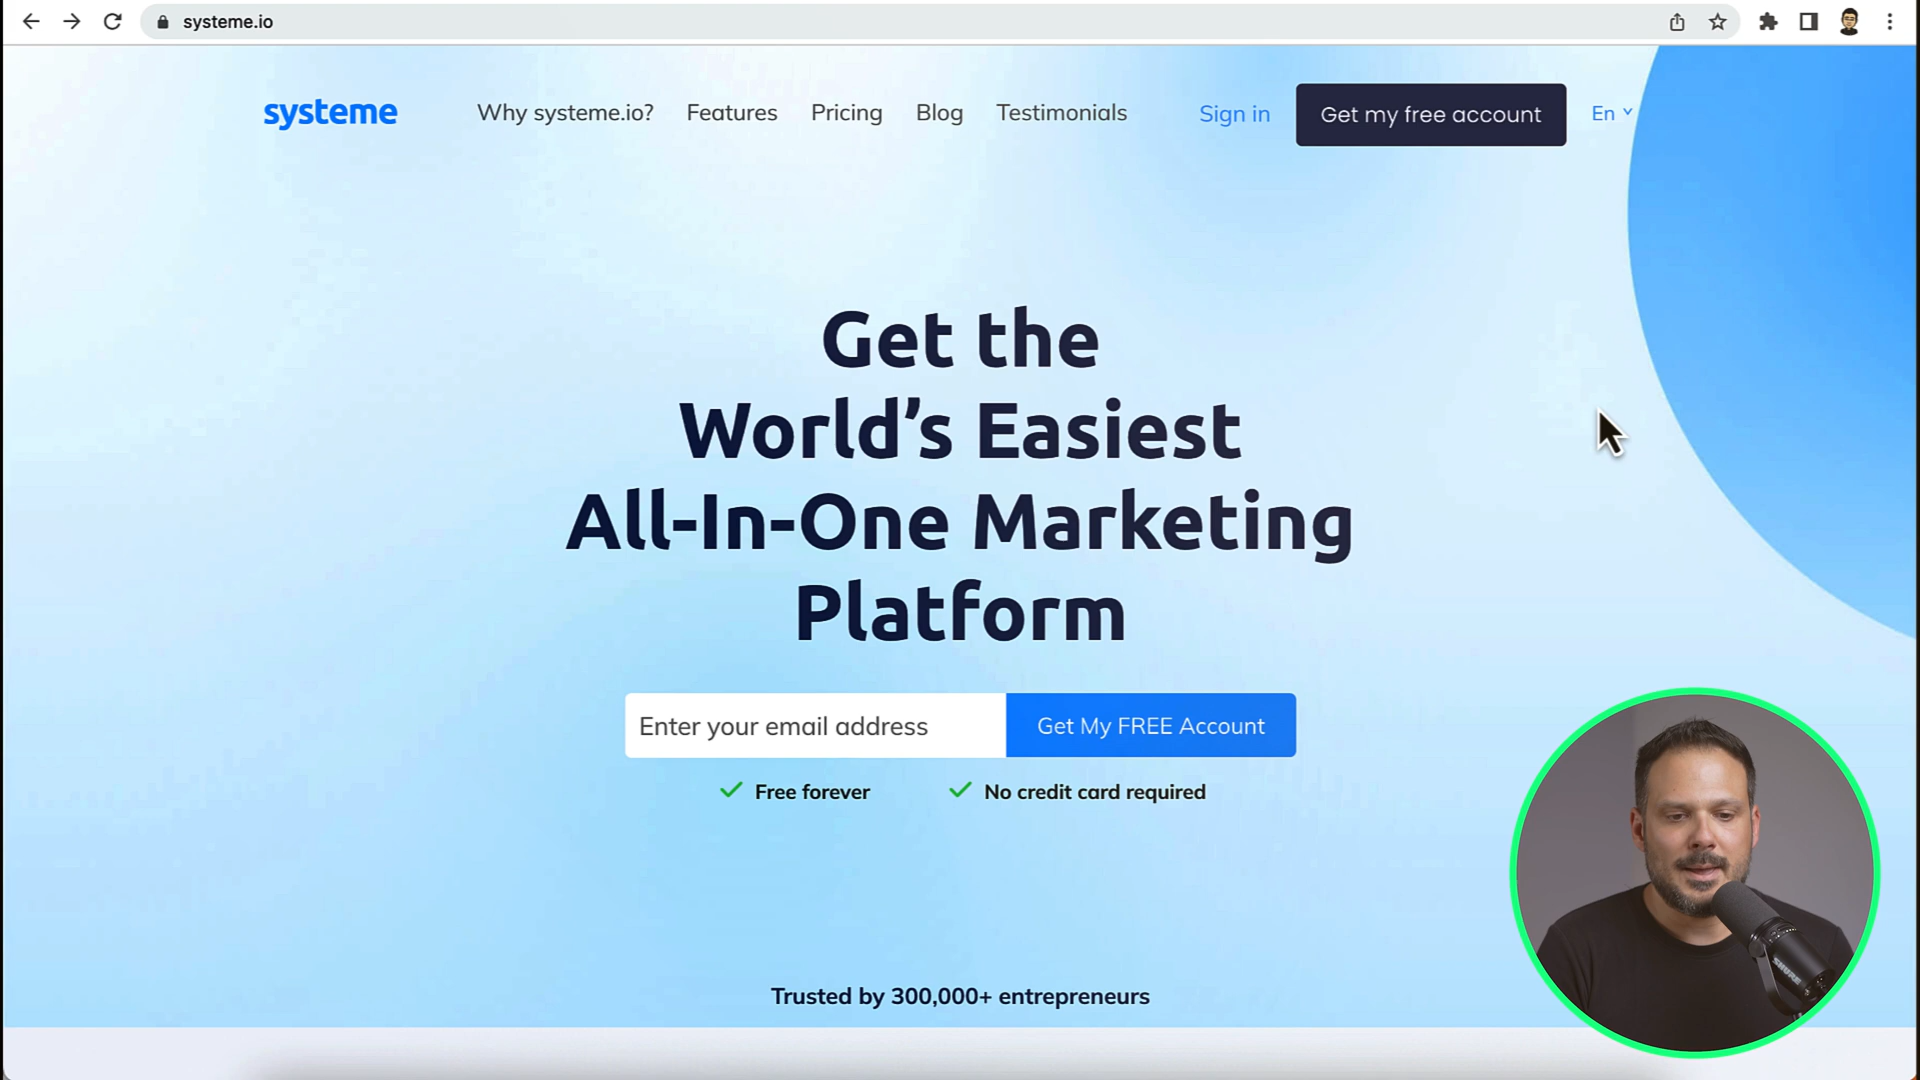 systeme.io
systeme
Why systeme.io?
Features
Pricing
Blog
Testimonials
Sign in
Get my free account
En
Get the
World’s Easiest
All-In-One Marketing
Platform
Enter your email address
Get My FREE Account
Free forever
No credit card required
Trusted by 300,000+ entrepreneurs
SHURE